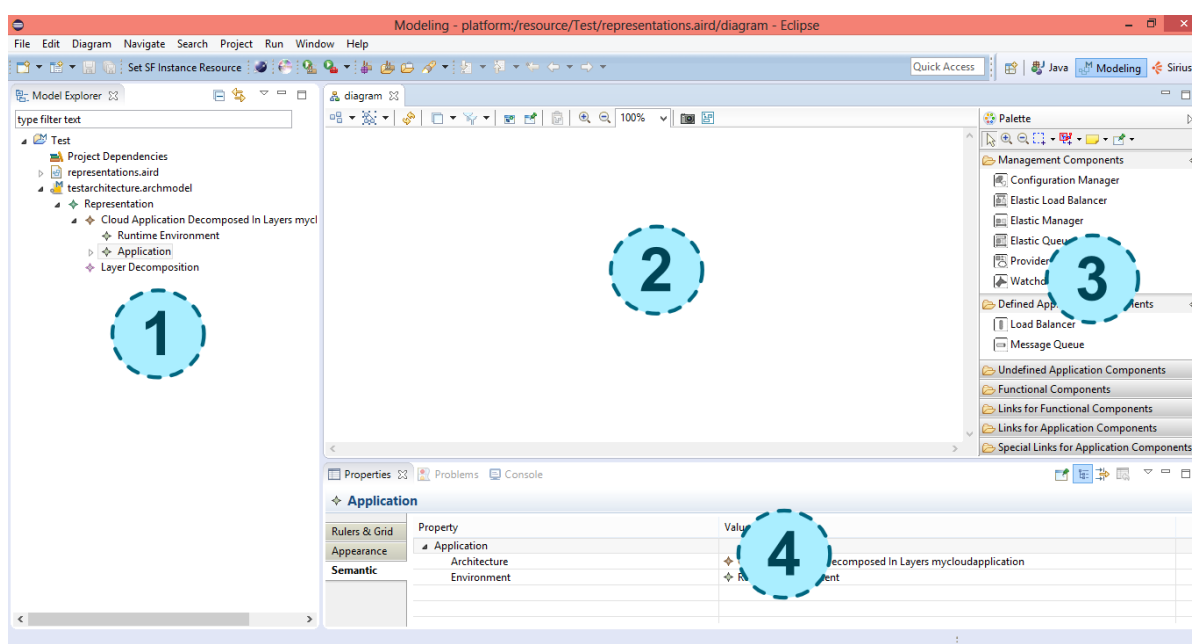 Modeling - platform:/resource/Test/representations.aird/diagram - Eclipse
File Edit Diagram Navigate Search Project Run Window Help
Set SF Instance Resource
Quick Access
Java
Modeling
Sirius
Model Explorer
type filter text
Test
Project Dependencies
representations.aird
testarchitecture.archmodel
Representation
Cloud Application Decomposed In Layers mycl
Runtime Environment
Application
Layer Decomposition
1
diagram
100%
2
Palette
Management Components
Configuration Manager
Elastic Load Balancer
Elastic Manager
Elastic Queue
Provider
Watchd
3
Defined App ents
Load Balancer
Message Queue
Undefined Application Components
Functional Components
Links for Functional Components
Links for Application Components
Special Links for Application Components
Properties Problems Console
Application
Rulers & Grid
Appearance
Semantic
Property Valu
Application
Architecture ecomposed In Layers mycloudapplication
Environment R ent
4